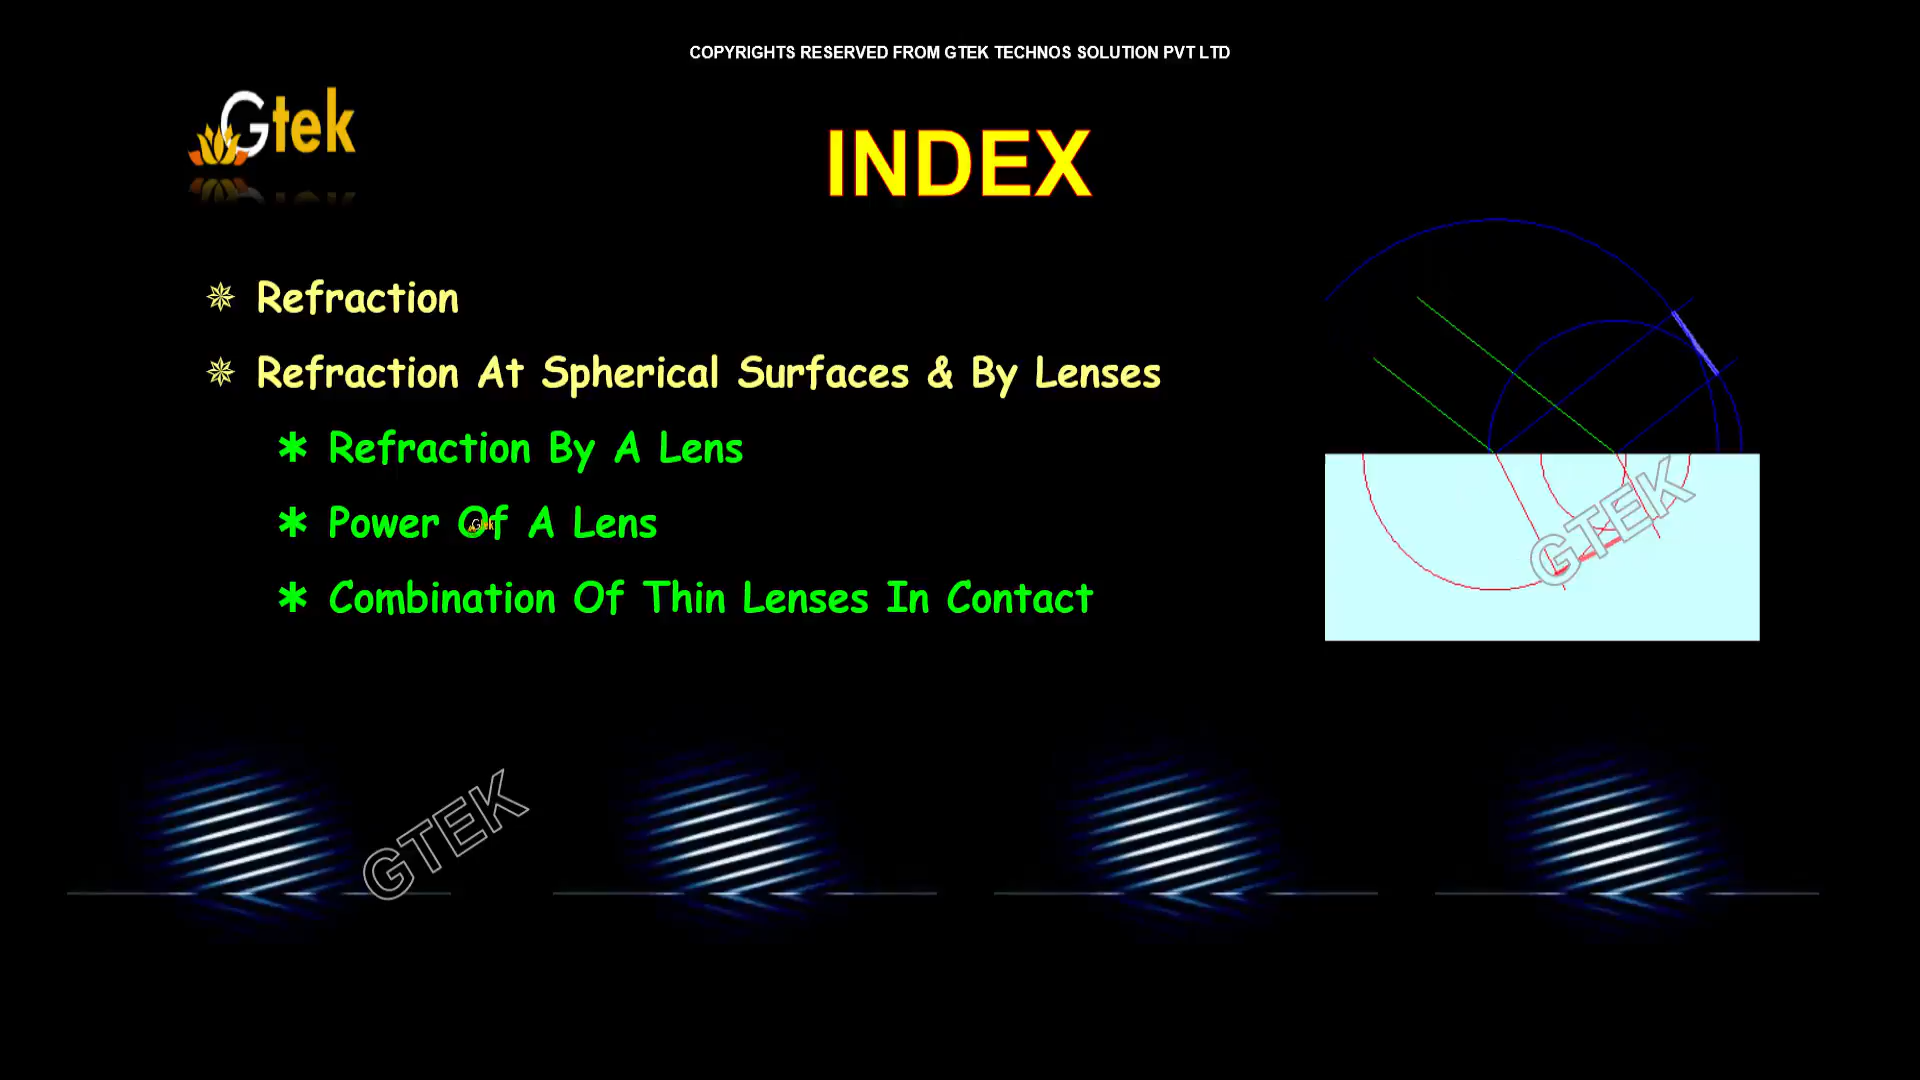 COPYRIGHTS RESERVED FROM GTEK TECHNOS SOLUTION PVT LTD
Gtek
INDEX
Refraction
Refraction At Spherical Surfaces & By Lenses
Refraction By A Lens
Power Of A Lens
Gtek
Combination Of Thin Lenses In Contact
GTEK
GTEK